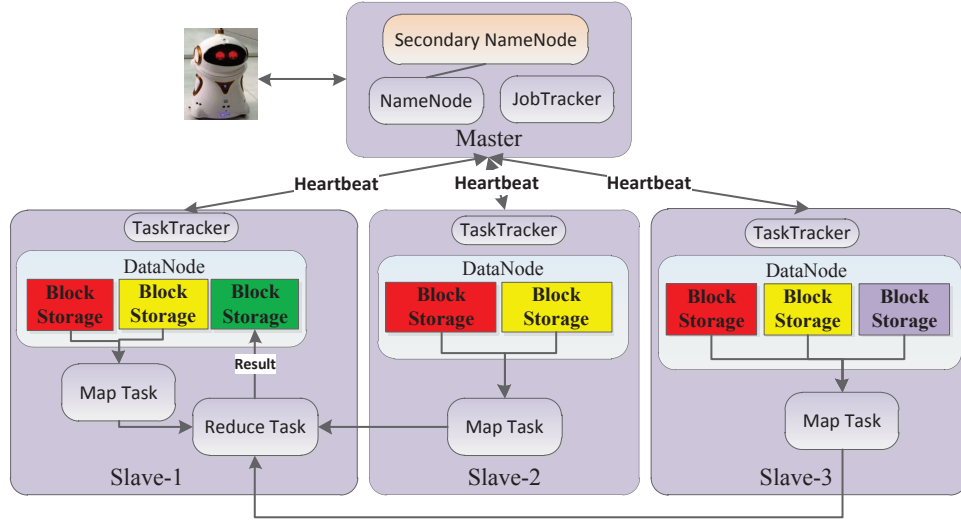 Secondary NameNode
NameNode
JobTracker
Master
Heartbeat
Heartbeat
Heartbeat
TaskTracker
DataNode
Block Storage
Block Storage
Block Storage
Result
Map Task
Reduce Task
Slave-1
TaskTracker
DataNode
Block Storage
Block Storage
Map Task
Slave-2
TaskTracker
DataNode
Block Storage
Block Storage
Block Storage
Map Task
Slave-3